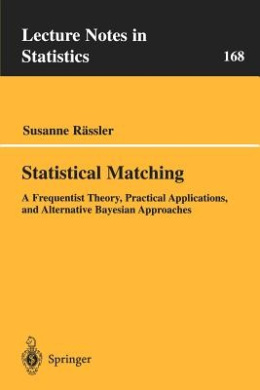 Lecture Notes in
Statistics
168
Susanne Rässler
Statistical Matching
A Frequentist Theory, Practical Applications,
and Alternative Bayesian Approaches
Springer